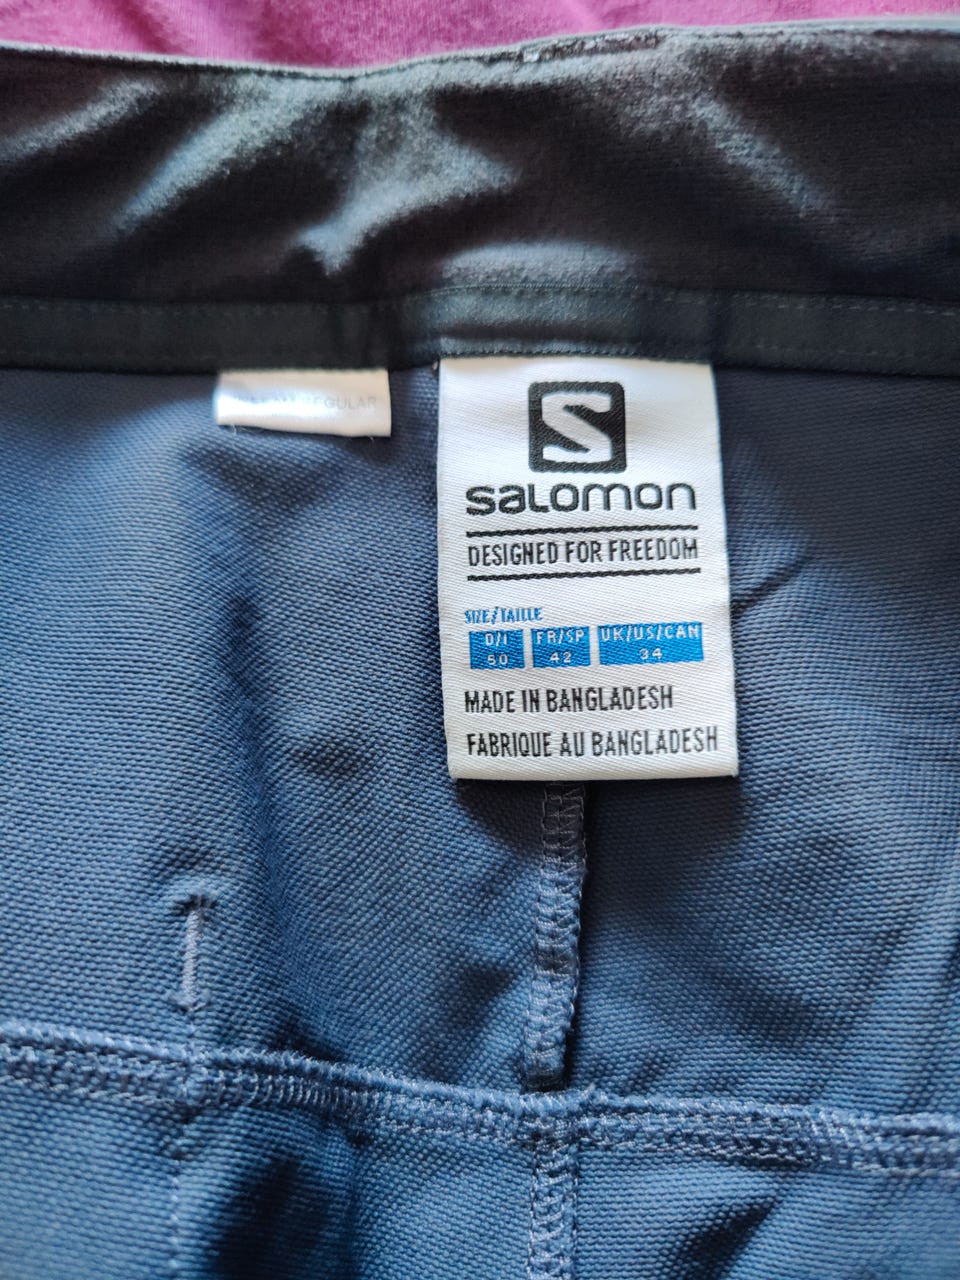 REGULAR
S
salomon
DESIGNED FOR FREEDOM
SIZE/TAILLE
D/I FR/SP UK/US/CAN
50 42 34
MADE IN BANGLADESH
FABRIQUE AU BANGLADESH